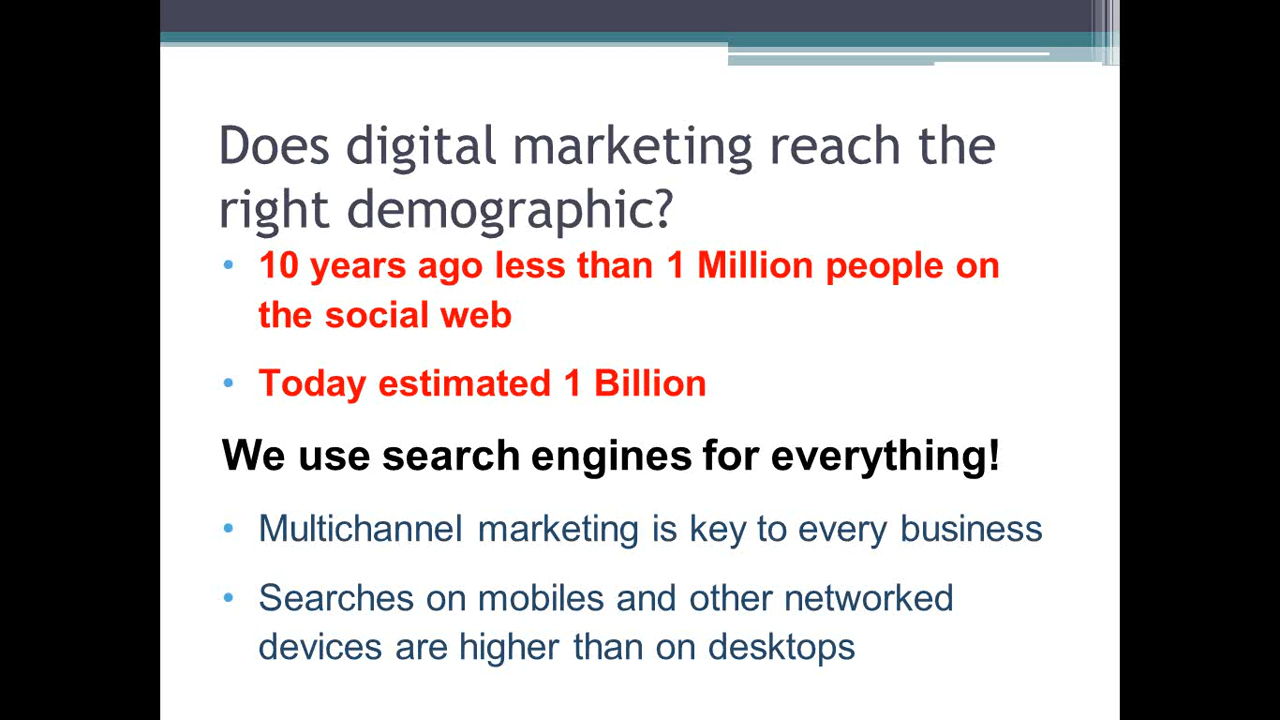 Does digital marketing reach the
right demographic?
• 10 years ago less than 1 Million people on
the social web
• Today estimated 1 Billion
We use search engines for everything!
• Multichannel marketing is key to every business
• Searches on mobiles and other networked
devices are higher than on desktops